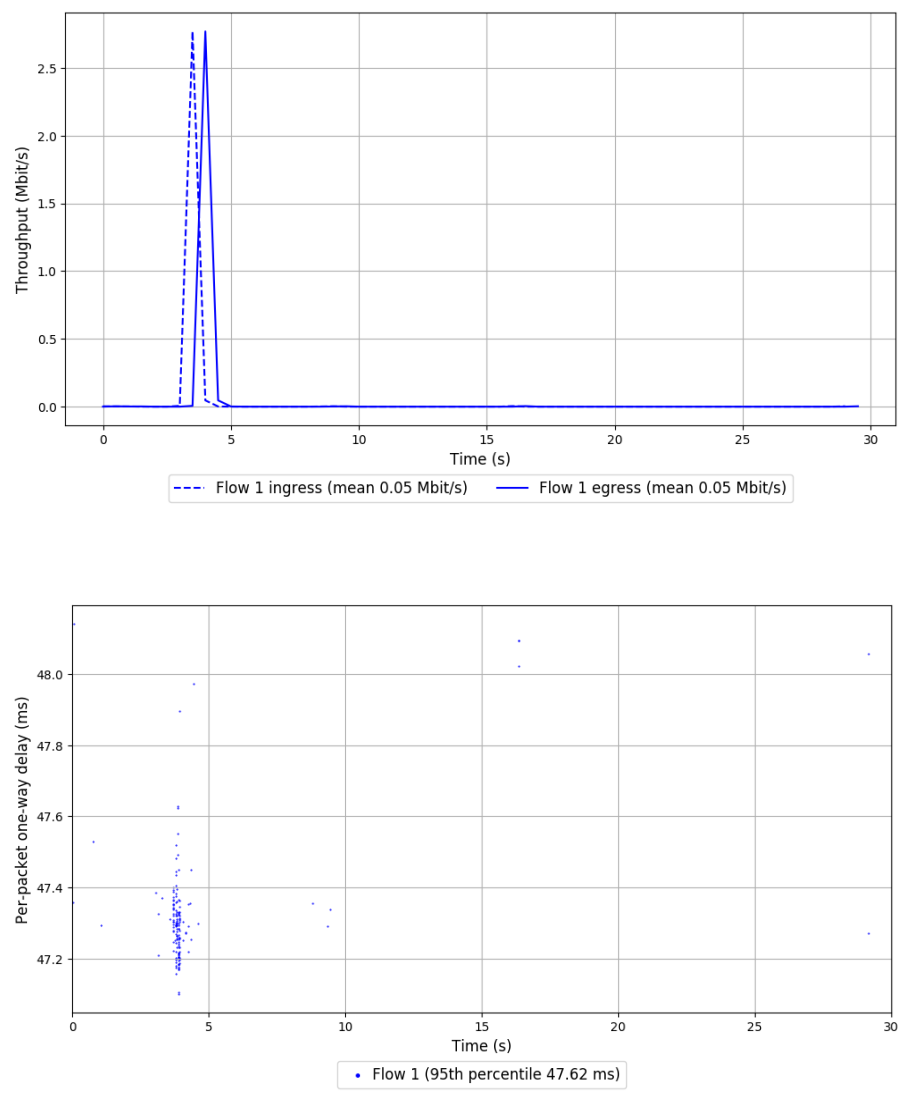 Throughput (Mbit/s)
2.5
2.0
1.5
1.0
0.5
0.0
0 5 10 15 20 25 30
Time (s)
Flow 1 ingress (mean 0.05 Mbit/s) Flow 1 egress (mean 0.05 Mbit/s)
Per-packet one-way delay (ms)
48.0
47.8
47.6
47.4
47.2
0 5 10 15 20 25 30
Time (s)
Flow 1 (95th percentile 47.62 ms)